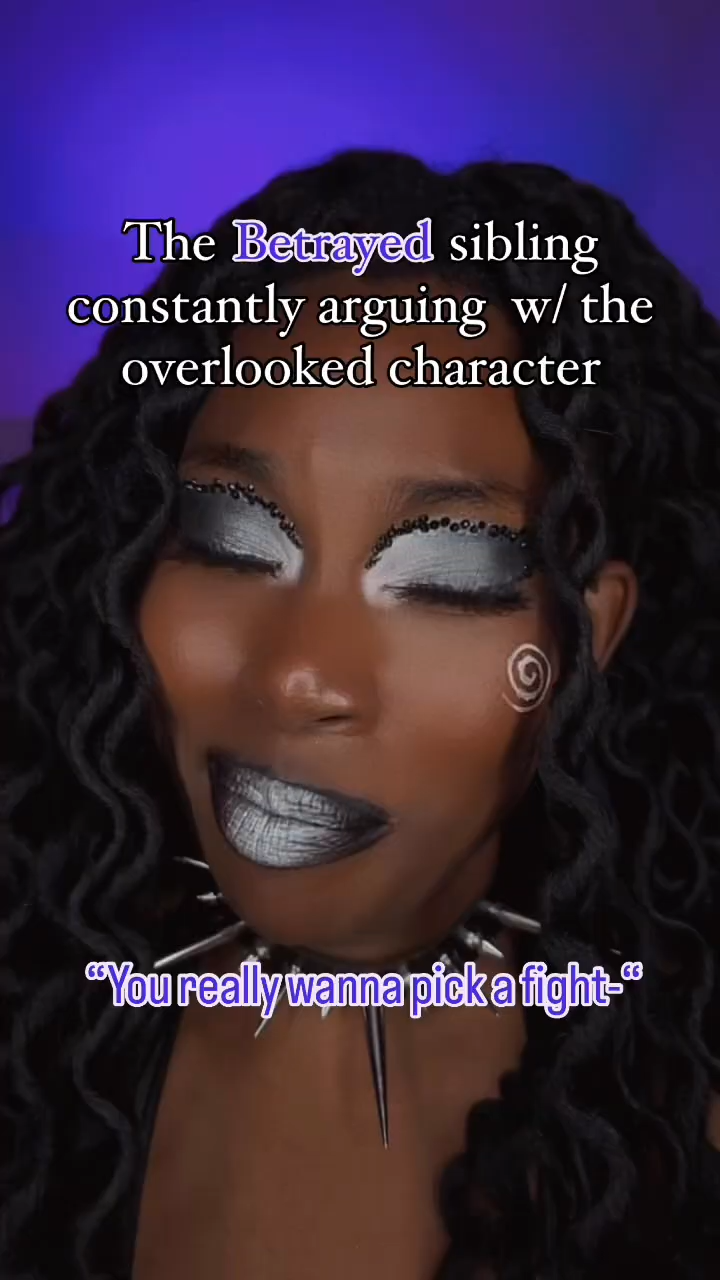 The Betrayed sibling
constantly arguing w/ the
overlooked character
“You really wanna pick a fight-“